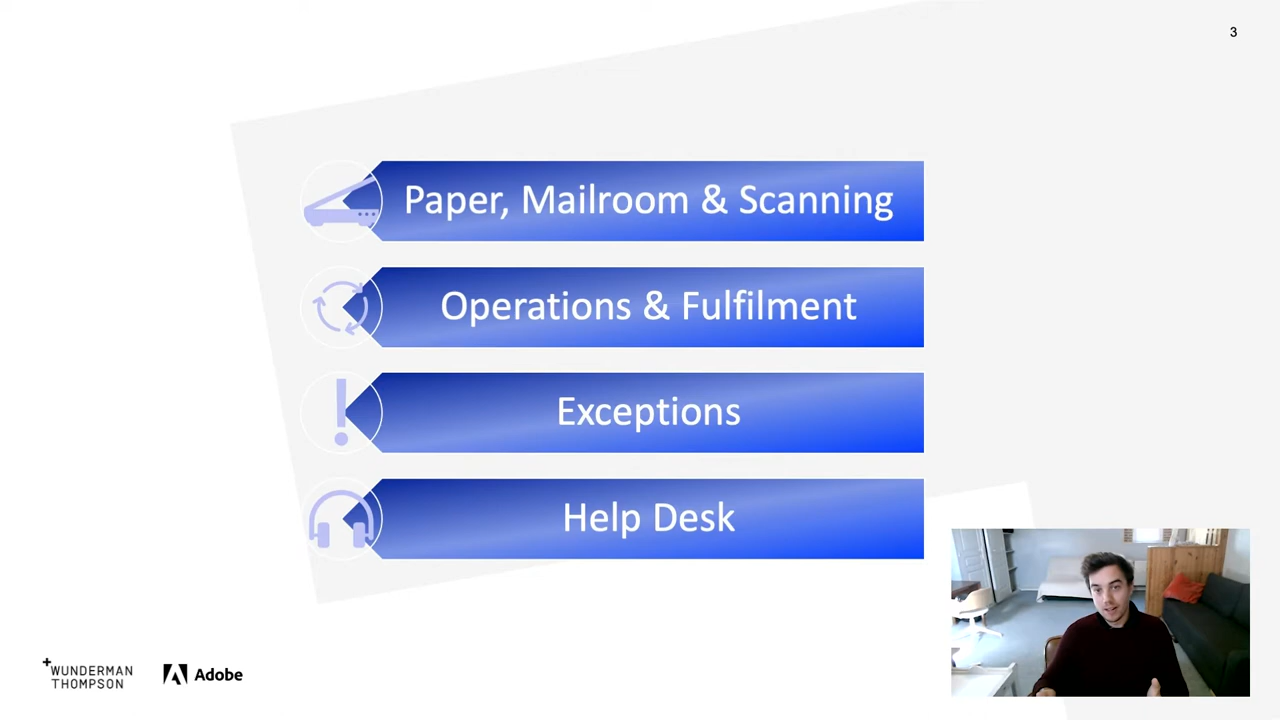 3
Paper, Mailroom & Scanning
Operations & Fulfilment
Exceptions
Help Desk
WUNDERMAN
THOMPSON
Adobe